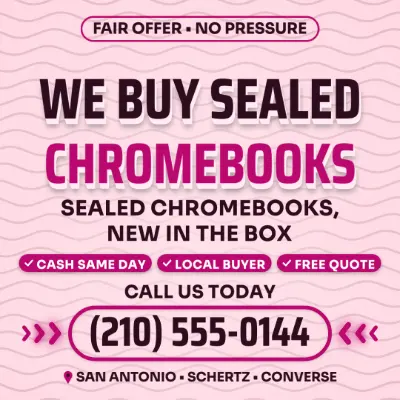 FAIR OFFER • NO PRESSURE
WE BUY SEALED
CHROMEBOOKS
SEALED CHROMEBOOKS,
NEW IN THE BOX
CASH SAME DAY LOCAL BUYER FREE QUOTE
CALL US TODAY
(210) 555-0144
SAN ANTONIO • SCHERTZ • CONVERSE